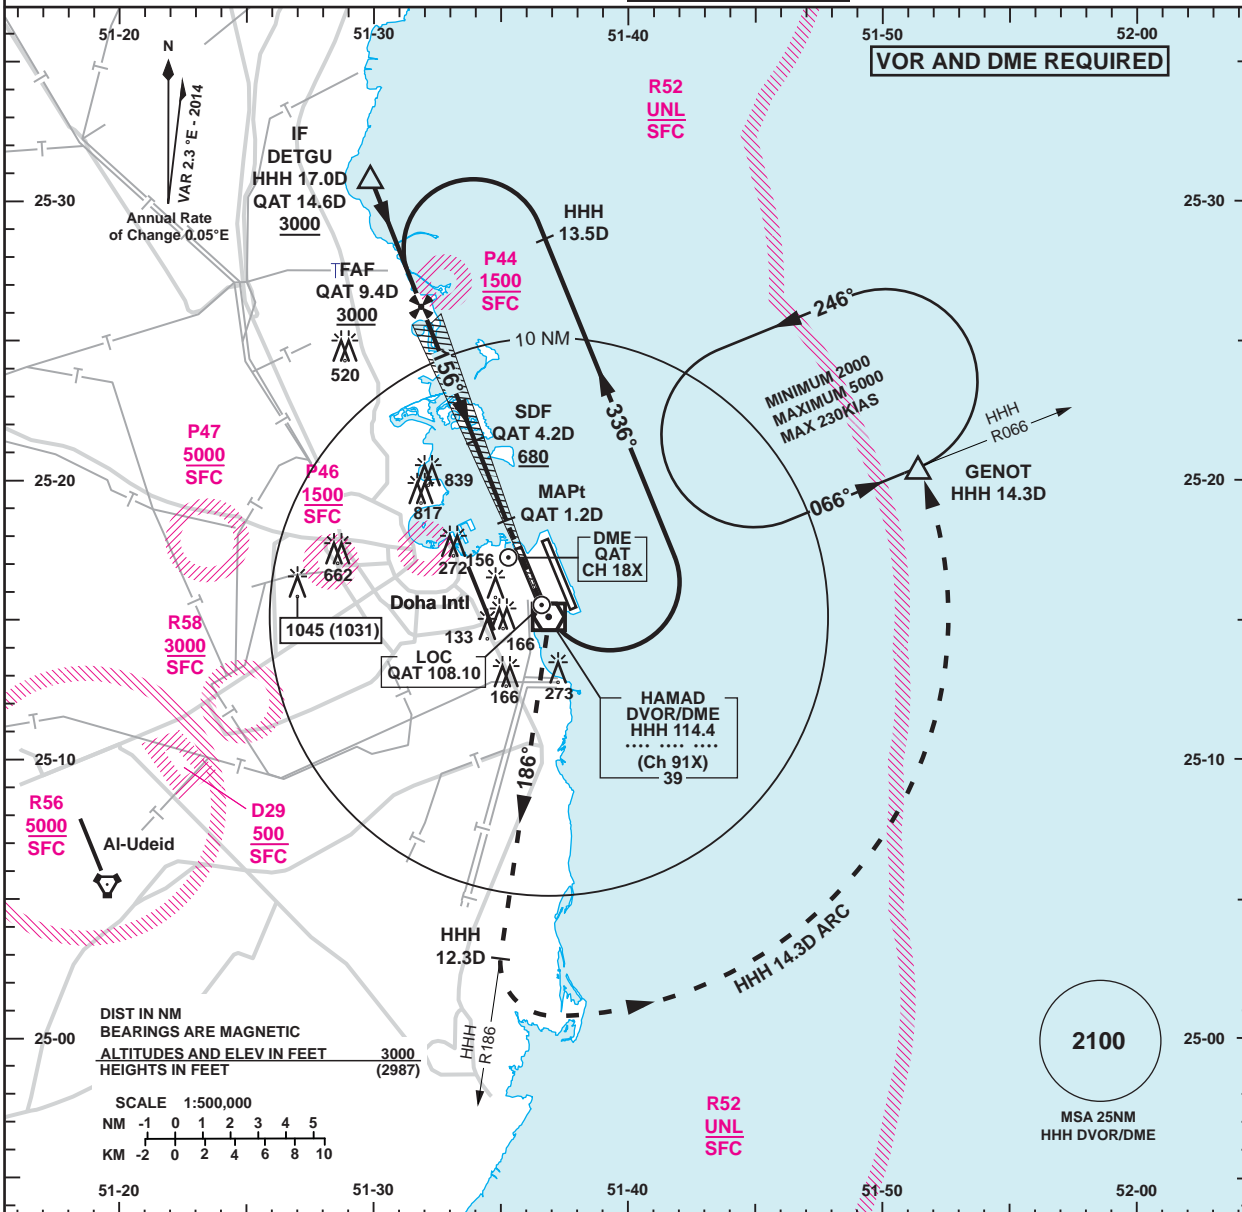 51-20
51-30
51-40
51-50
52-00
N
VAR 2.3 °E - 2014
Annual Rate
of Change 0.05°E
VOR AND DME REQUIRED
R52
UNL
SFC
IF
DETGU
HHH 17.0D
QAT 14.6D
3000
25-30
25-30
HHH
13.5D
FAF
QAT 9.4D
3000
P44
1500
SFC
246°
10 NM
520
156°
MINIMUM 2000
MAXIMUM 5000
MAX 230KIAS
336°
SDF
QAT 4.2D
680
HHH
R066
P47
5000
SFC
P46
1500
SFC
25-20
25-20
839
817
GENOT
HHH 14.3D
066°
MAPt
QAT 1.2D
DME
QAT
CH 18X
662
272
156
Doha Intl
1045 (1031)
133
166
R58
3000
SFC
LOC
QAT 108.10
166
273
HAMAD
DVOR/DME
HHH 114.4
.... .... ....
(Ch 91X)
39
25-10
25-10
186°
R56
5000
SFC
D29
500
SFC
Al-Udeid
HHH
12.3D
HHH 14.3D ARC
HHH
R186
25-00
25-00
DIST IN NM
BEARINGS ARE MAGNETIC
ALTITUDES AND ELEV IN FEET 3000
HEIGHTS IN FEET (2987)
2100
MSA 25NM
HHH DVOR/DME
SCALE 1:500,000
NM -1 0 1 2 3 4 5
KM -2 0 2 4 6 8 10
R52
UNL
SFC
51-20
51-30
51-40
51-50
52-00